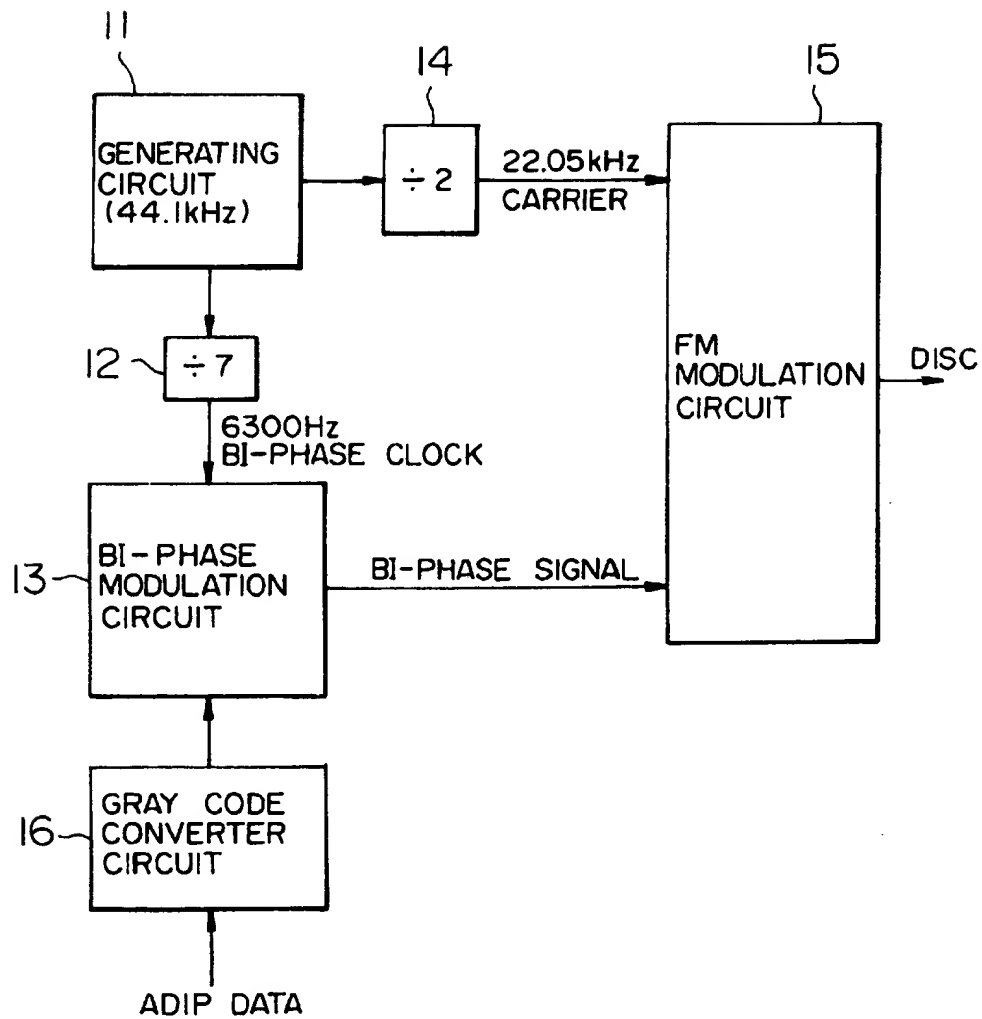 11
GENERATING
CIRCUIT
(44.1kHz)
14
÷2
22.05kHz
CARRIER
15
FM
MODULATION
CIRCUIT
DISC
12
÷7
6300Hz
BI-PHASE CLOCK
13
BI-PHASE
MODULATION
CIRCUIT
BI-PHASE SIGNAL
16
GRAY CODE
CONVERTER
CIRCUIT
ADIP DATA